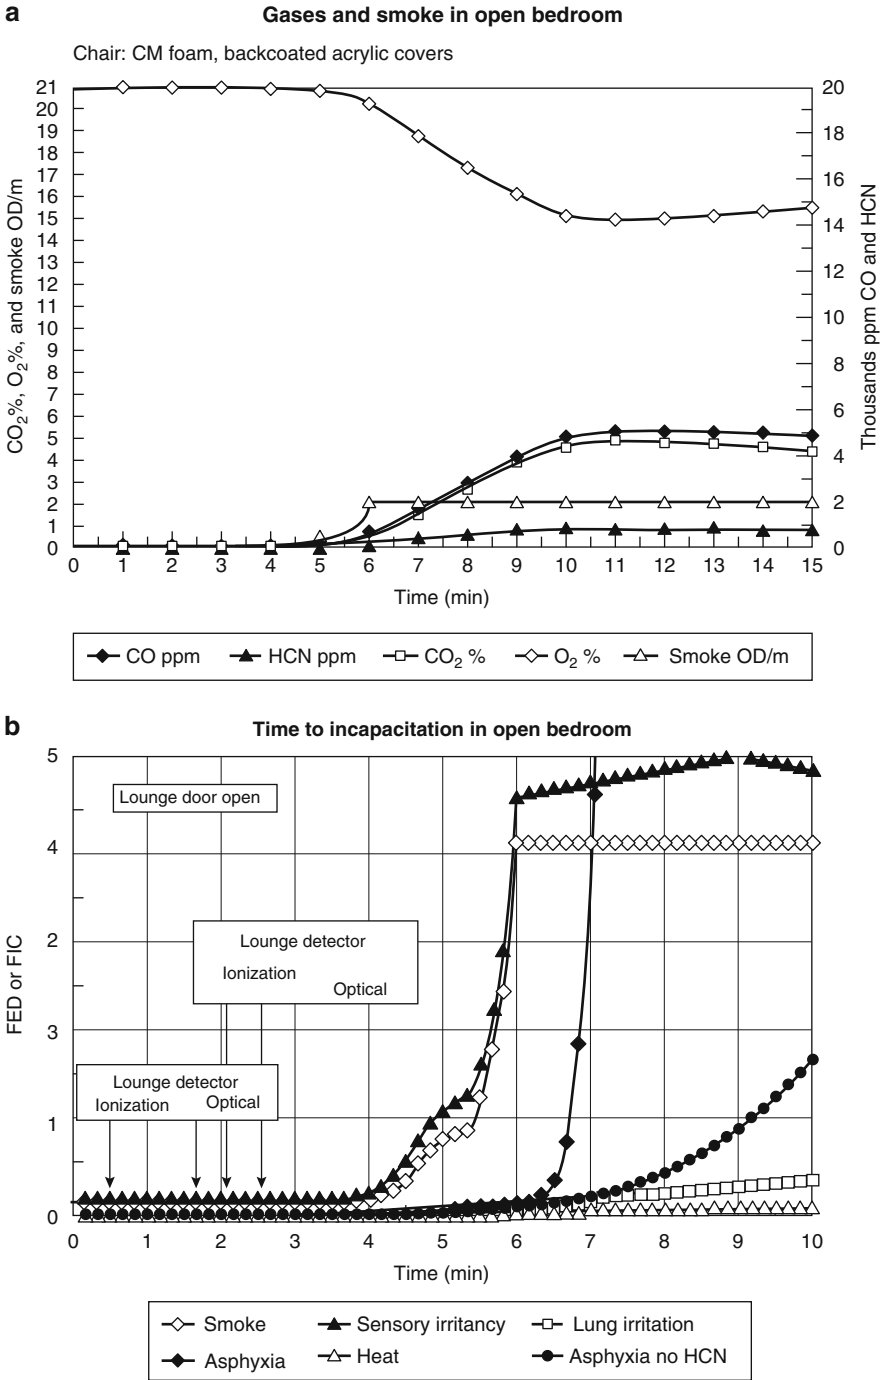 a
Gases and smoke in open bedroom
Chair: CM foam, backcoated acrylic covers
CO₂%, O₂%, and smoke OD/m
21
20
19
18
17
16
15
14
13
12
11
10
9
8
7
6
5
4
3
2
1
0
20
18
16
14
12
10
8
6
4
2
0
Thousands ppm CO and HCN
0 1 2 3 4 5 6 7 8 9 10 11 12 13 14 15
Time (min)
CO ppm HCN ppm CO₂ % O₂ % Smoke OD/m
b
Time to incapacitation in open bedroom
FED or FIC
5
4
2
3
1
0
Lounge door open
Lounge detector
Ionization
Optical
Lounge detector
Ionization Optical
0 1 2 3 4 5 6 7 8 9 10
Time (min)
Smoke Sensory irritancy Lung irritation
Asphyxia Heat Asphyxia no HCN